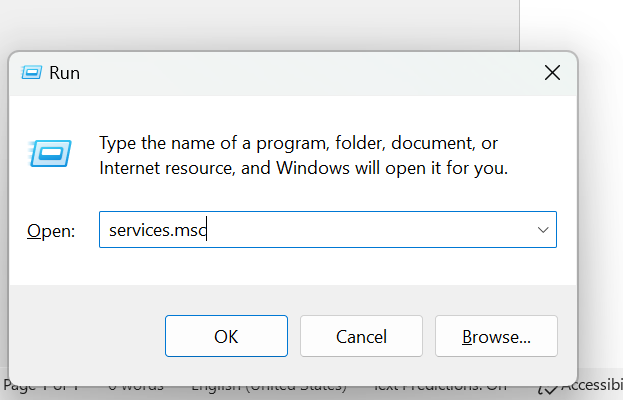 Run
Type the name of a program, folder, document, or
Internet resource, and Windows will open it for you.
Open:
services.msc
OK
Cancel
Browse...
Page 1 of 1 0 words English (United States) Text Predictions: On Accessibi